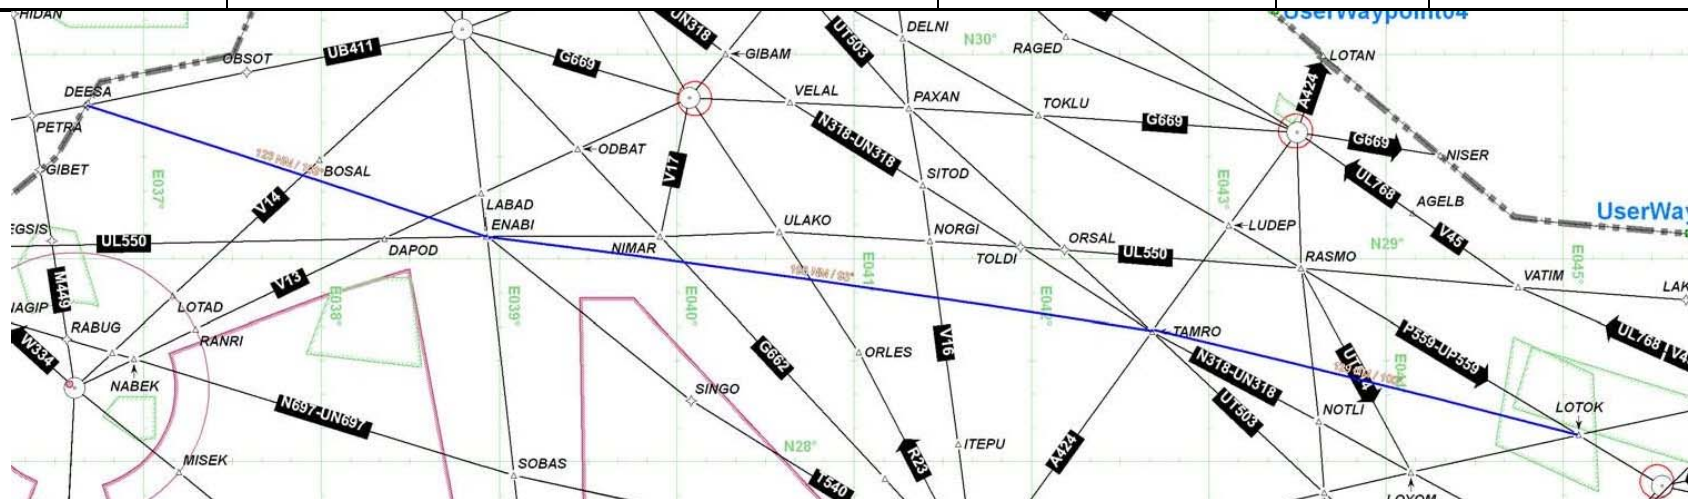 HIDAN
UserWaypoint04
UN318
UT503
DELNI
N30°
RAGED
LOTAN
OBSOT
UB411
G669
GIBAM
DEESA
VELAL
PAXAN
TOKLU
A424
PETRA
G669
G669
N318-UN318
NISER
ODBAT
BOSAL
GIBET
V17
SITOD
UL768
E037°
E043°
AGELB
V14
LABAD
UserWay
EGSIS
ENABI
ULAKO
NORGI
ORSAL
LUDEP
N29°
V45
UL550
DAPOD
NIMAR
TOLDI
UL550
RASMO
E041
E045°
M449
V13
VATIM
LAK
E038°
E039°
E040°
LOTAD
RABUG
RANRI
TAMRO
V16
P559-UP559
UL768
W334
NABEK
G662
ORLES
N318-UN318
SINGO
N697-UN697
UT503
NOTLI
LOTOK
N28°
ITEPU
A424
R23
MISEK
SOBAS
T540